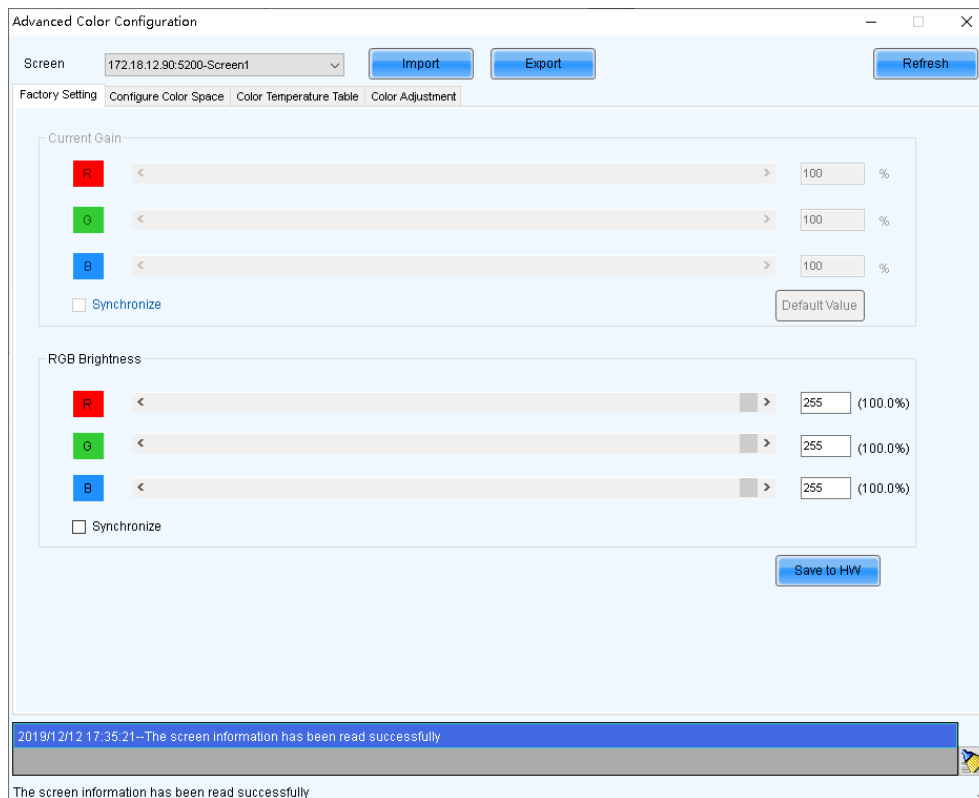 Advanced Color Configuration
Screen 172.18.12.90:5200-Screen1 Import Export Refresh
Factory Setting Configure Color Space Color Temperature Table Color Adjustment
Current Gain
R 100 %
G 100 %
B 100 %
Synchronize Default Value
RGB Brightness
R 255 (100.0%)
G 255 (100.0%)
B 255 (100.0%)
Synchronize
Save to HW
2019/12/12 17:35:21--The screen information has been read successfully
The screen information has been read successfully